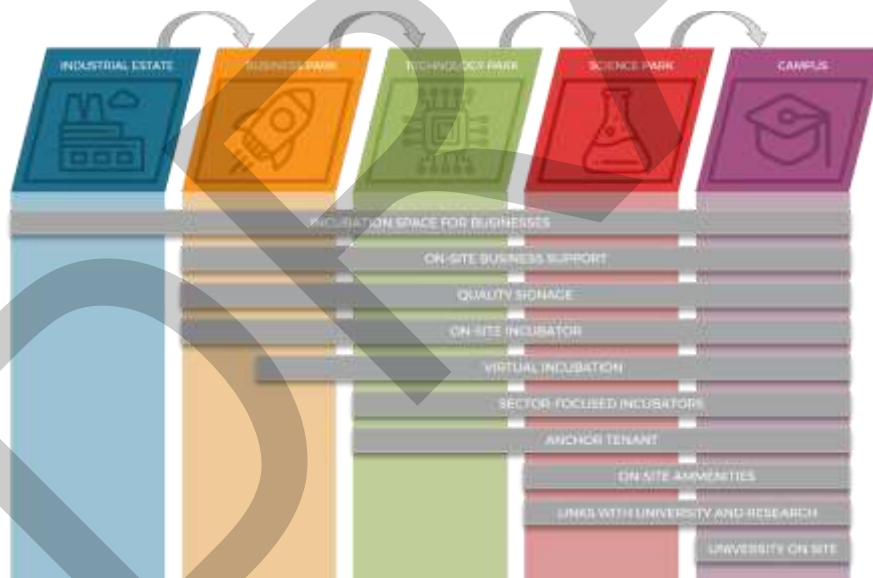 INDUSTRIAL ESTATE
BUSINESS PARK
TECHNOLOGY PARK
SCIENCE PARK
CAMPUS
INCUBATION SPACE FOR BUSINESSES
ON-SITE BUSINESS SUPPORT
QUALITY SIGNAGE
ON-SITE INCUBATOR
VIRTUAL INCUBATION
SECTOR-FOCUSED INCUBATORS
ANCHOR TENANT
ON-SITE AMMENITIES
LINKS WITH UNIVERSITY AND RESEARCH
UNIVERSITY ON SITE